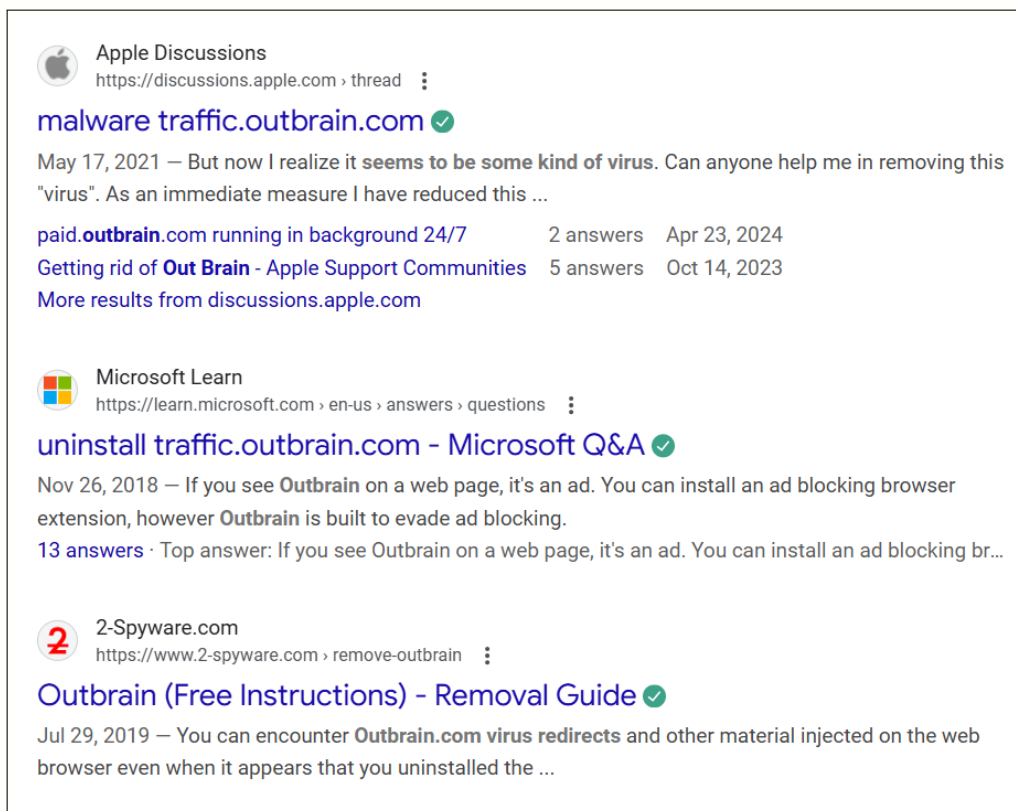 Apple Discussions
https://discussions.apple.com › thread
malware traffic.outbrain.com
May 17, 2021 — But now I realize it seems to be some kind of virus. Can anyone help me in removing this
"virus". As an immediate measure I have reduced this ...
paid.outbrain.com running in background 24/7 2 answers Apr 23, 2024
Getting rid of Out Brain - Apple Support Communities 5 answers Oct 14, 2023
More results from discussions.apple.com
Microsoft Learn
https://learn.microsoft.com › en-us › answers › questions
uninstall traffic.outbrain.com - Microsoft Q&A
Nov 26, 2018 — If you see Outbrain on a web page, it's an ad. You can install an ad blocking browser
extension, however Outbrain is built to evade ad blocking.
13 answers · Top answer: If you see Outbrain on a web page, it's an ad. You can install an ad blocking br...
2-Spyware.com
https://www.2-spyware.com › remove-outbrain
Outbrain (Free Instructions) - Removal Guide
Jul 29, 2019 — You can encounter Outbrain.com virus redirects and other material injected on the web
browser even when it appears that you uninstalled the ...